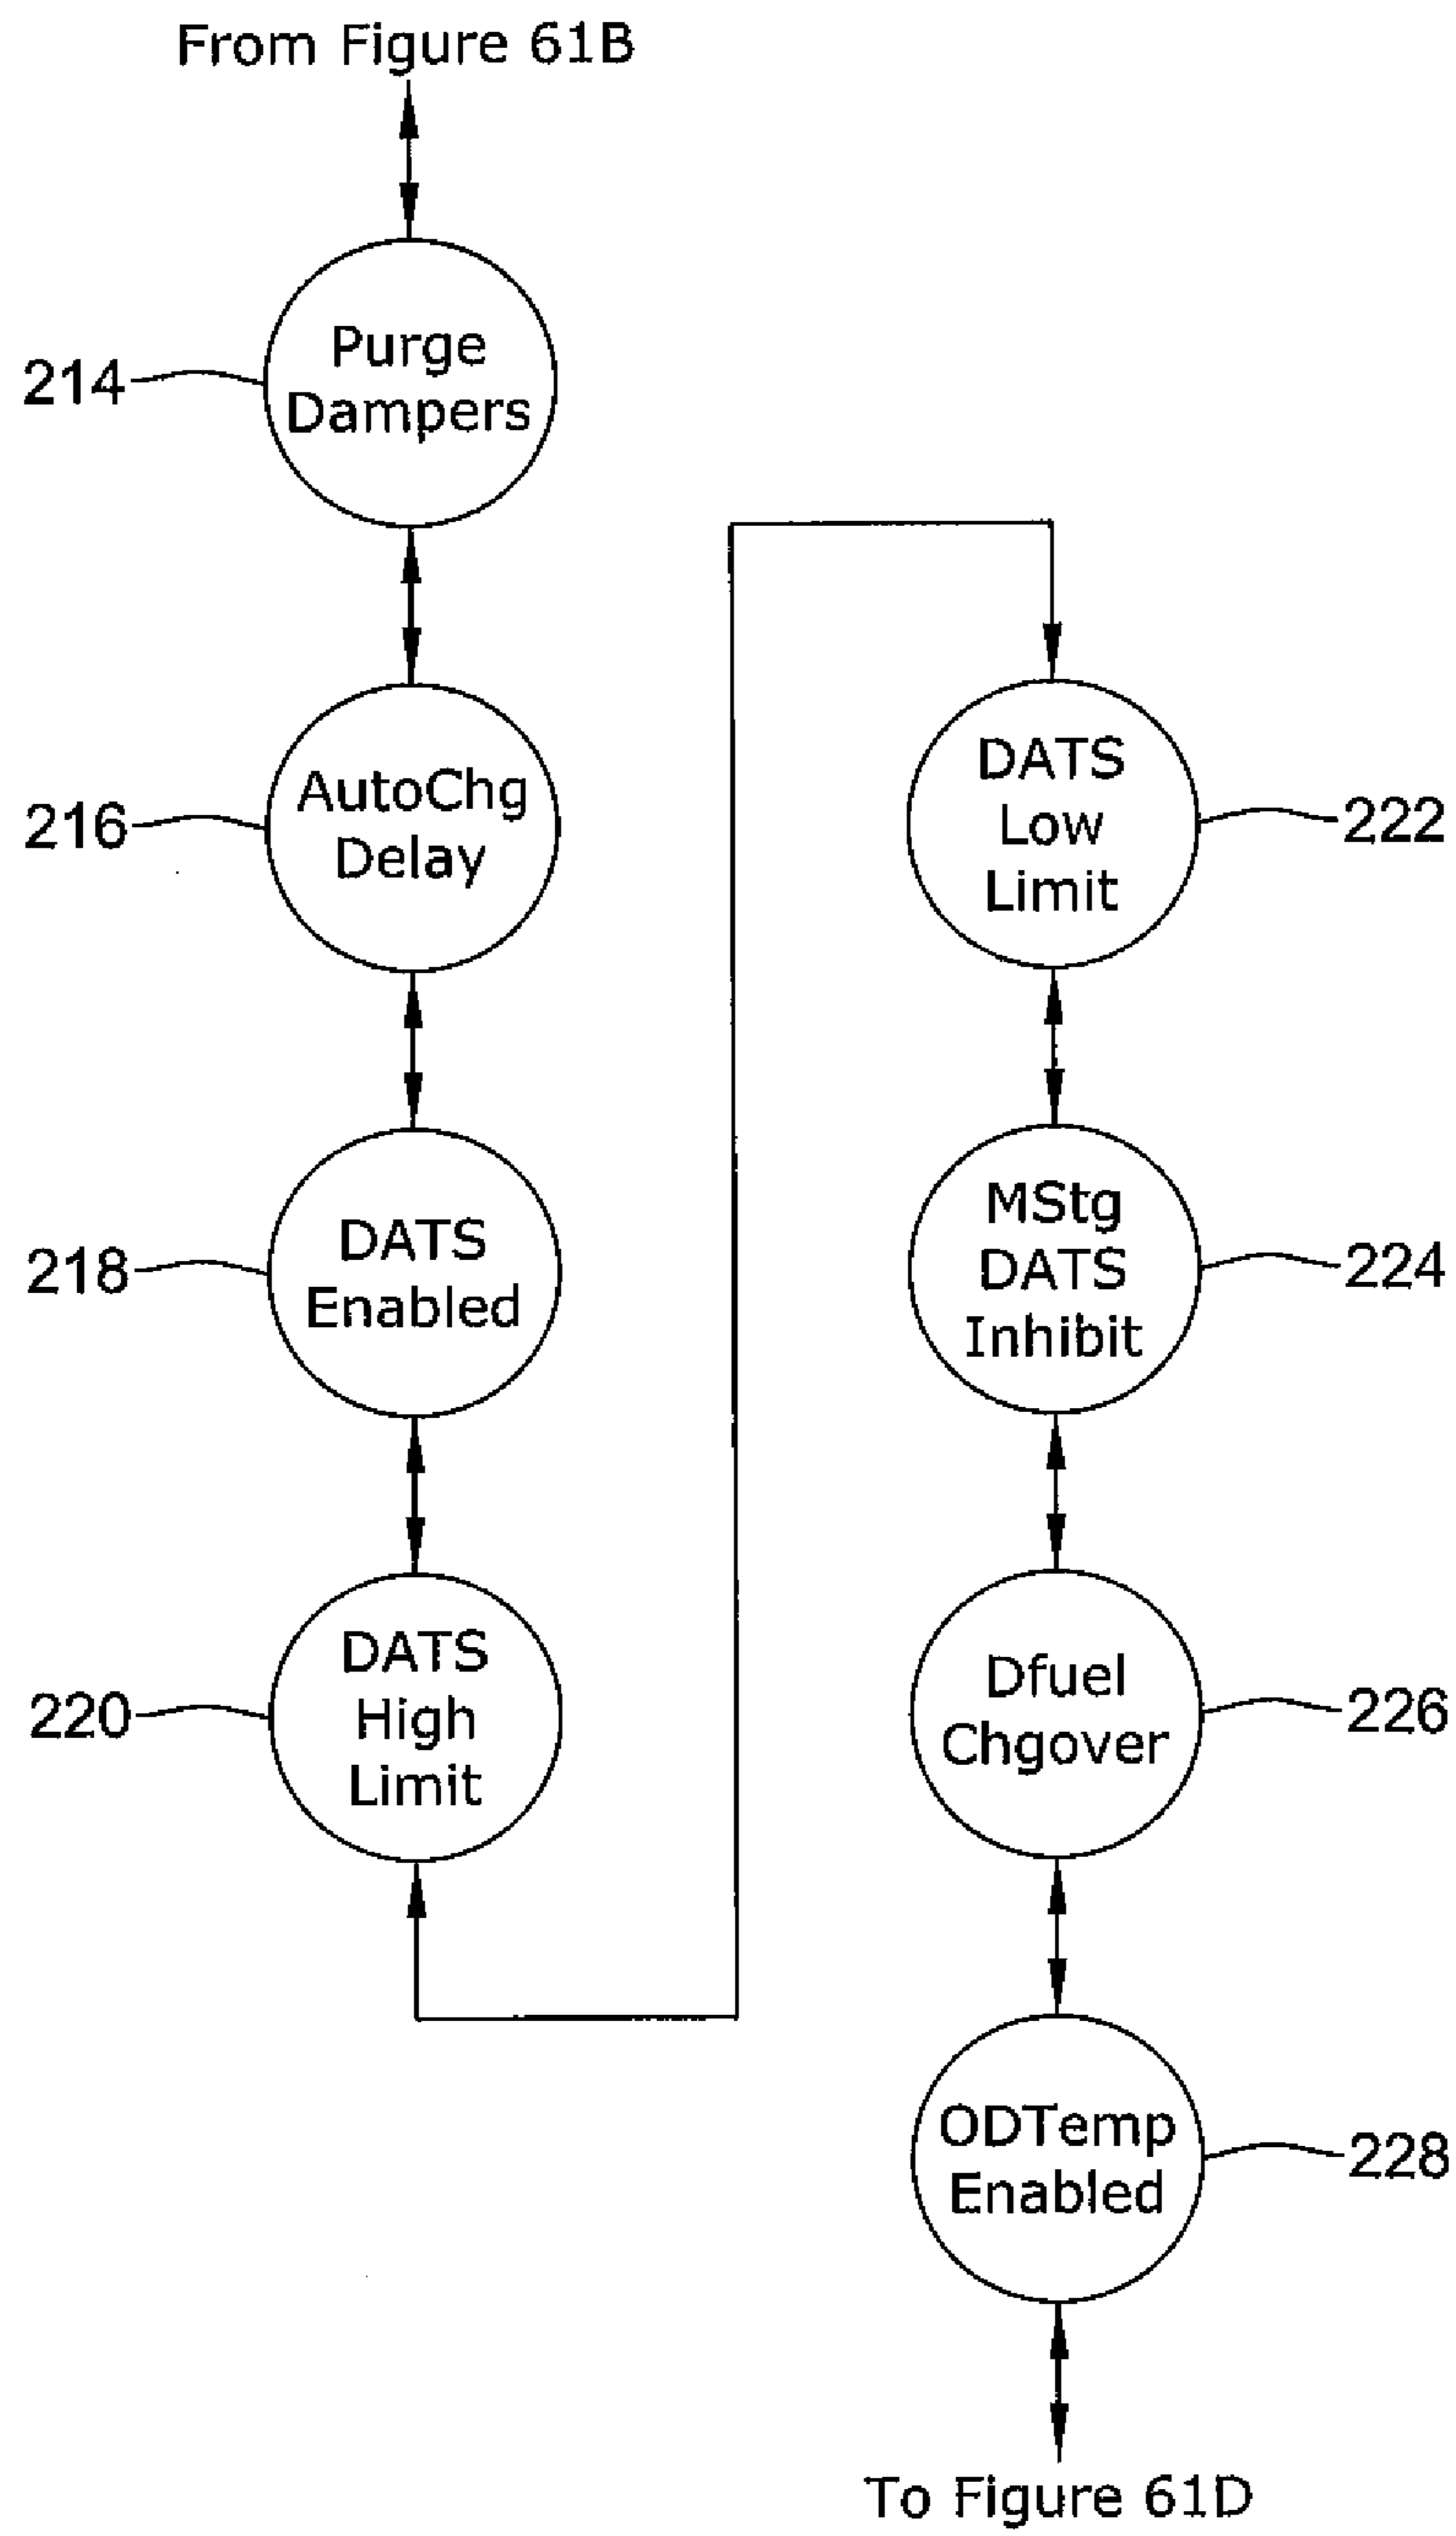 From Figure 61B
Purge
Dampers
214
AutoChg
Delay
216
DATS
Enabled
218
DATS
High
Limit
220
DATS
Low
Limit
222
MStg
DATS
Inhibit
224
Dfuel
Chgover
226
ODTemp
Enabled
228
To Figure 61D